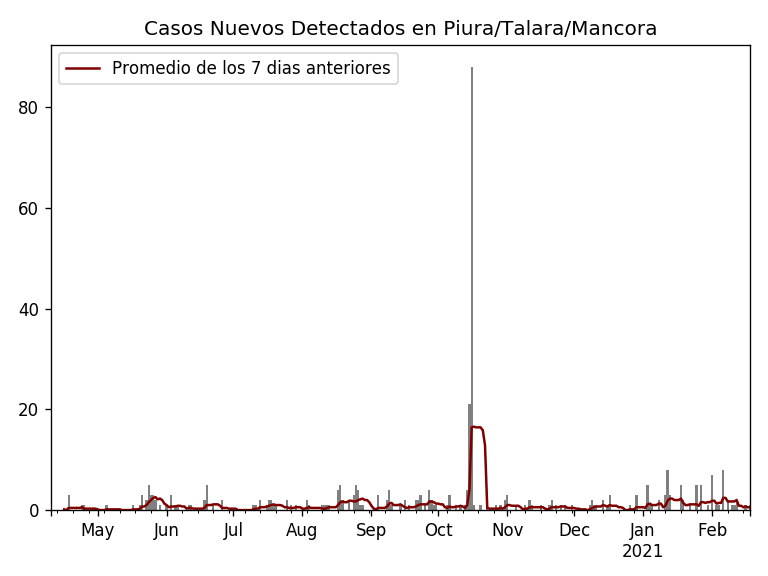 Casos Nuevos Detectados en Piura/Talara/Mancora
Promedio de los 7 dias anteriores
80
60
40
20
0
May Jun Jul Aug Sep Oct Nov Dec Jan Feb
2021